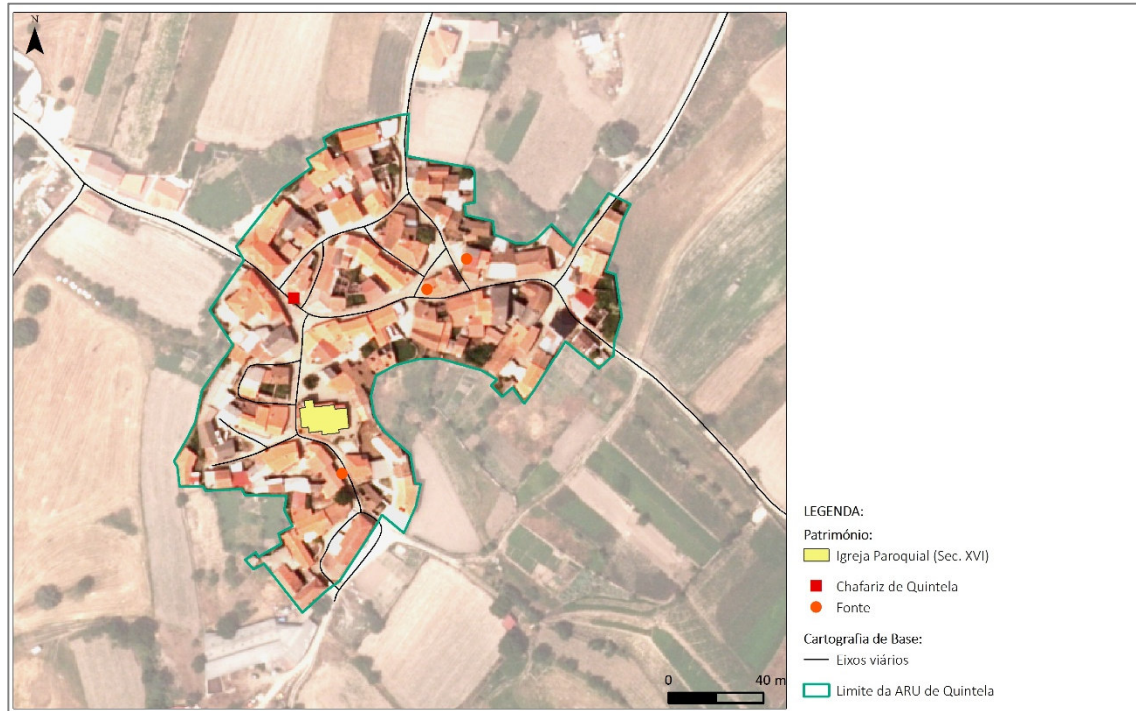 N
0 40 m
LEGENDA:
Património:
Igreja Paroquial (Sec. XVI)
Chafariz de Quintela
Fonte
Cartografia de Base:
Eixos viários
Limite da ARU de Quintela